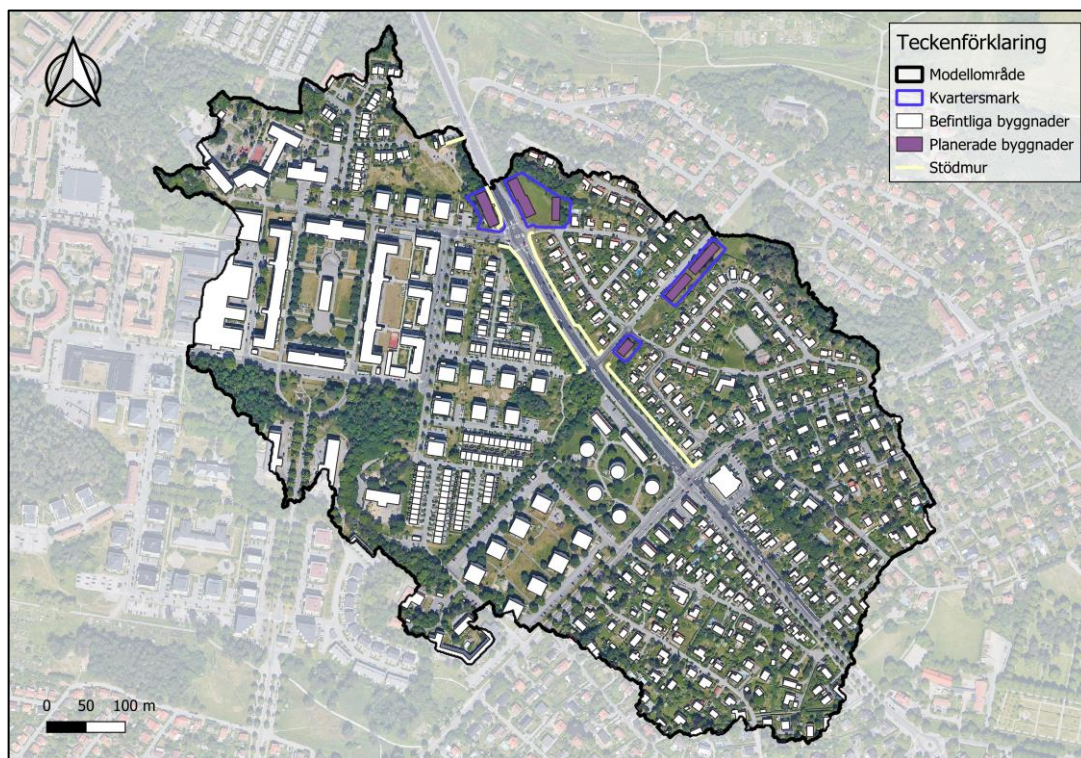 Teckenförklaring
Modellområde
Kvartersmark
Befintliga byggnader
Planerade byggnader
Stödmur
0 50 100 m